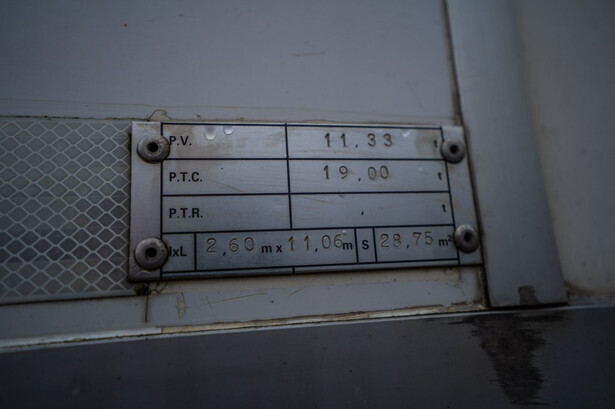 P.V. 11,33 t
P.T.C. 19,00 t
P.T.R. , t
lxL 2,60 m x 11,06 m S 28,75 m²